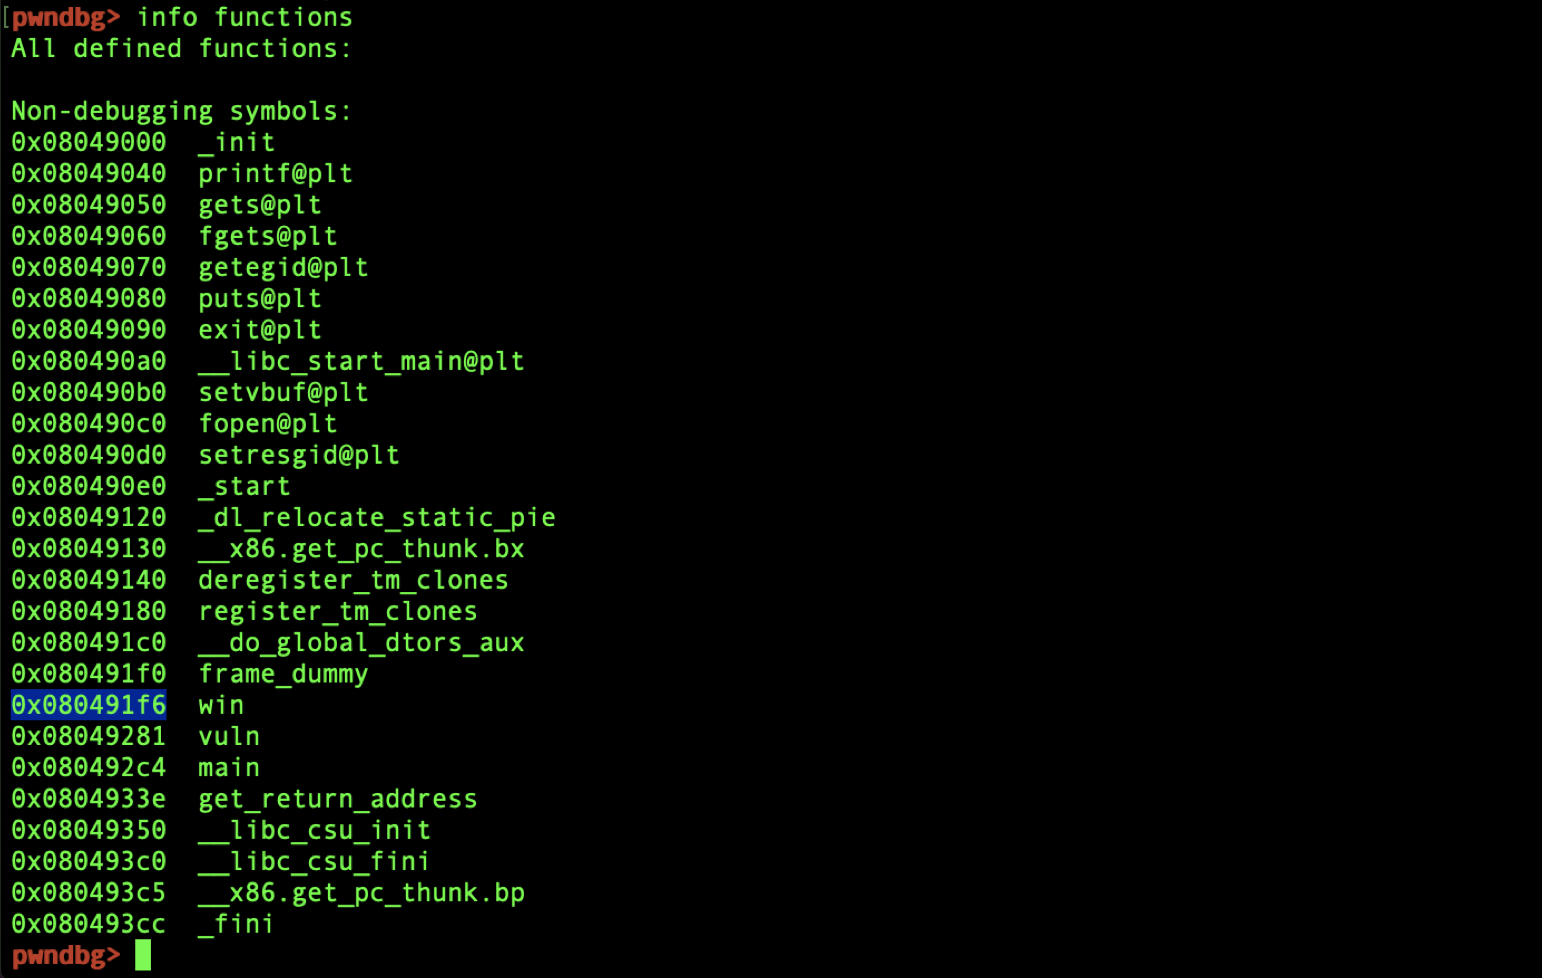 [pwndbg> info functions
All defined functions:

Non-debugging symbols:
0x08049000  _init
0x08049040  printf@plt
0x08049050  gets@plt
0x08049060  fgets@plt
0x08049070  getegid@plt
0x08049080  puts@plt
0x08049090  exit@plt
0x080490a0  __libc_start_main@plt
0x080490b0  setvbuf@plt
0x080490c0  fopen@plt
0x080490d0  setresgid@plt
0x080490e0  _start
0x08049120  _dl_relocate_static_pie
0x08049130  __x86.get_pc_thunk.bx
0x08049140  deregister_tm_clones
0x08049180  register_tm_clones
0x080491c0  __do_global_dtors_aux
0x080491f0  frame_dummy
0x080491f6  win
0x08049281  vuln
0x080492c4  main
0x0804933e  get_return_address
0x08049350  __libc_csu_init
0x080493c0  __libc_csu_fini
0x080493c5  __x86.get_pc_thunk.bp
0x080493cc  _fini
pwndbg>